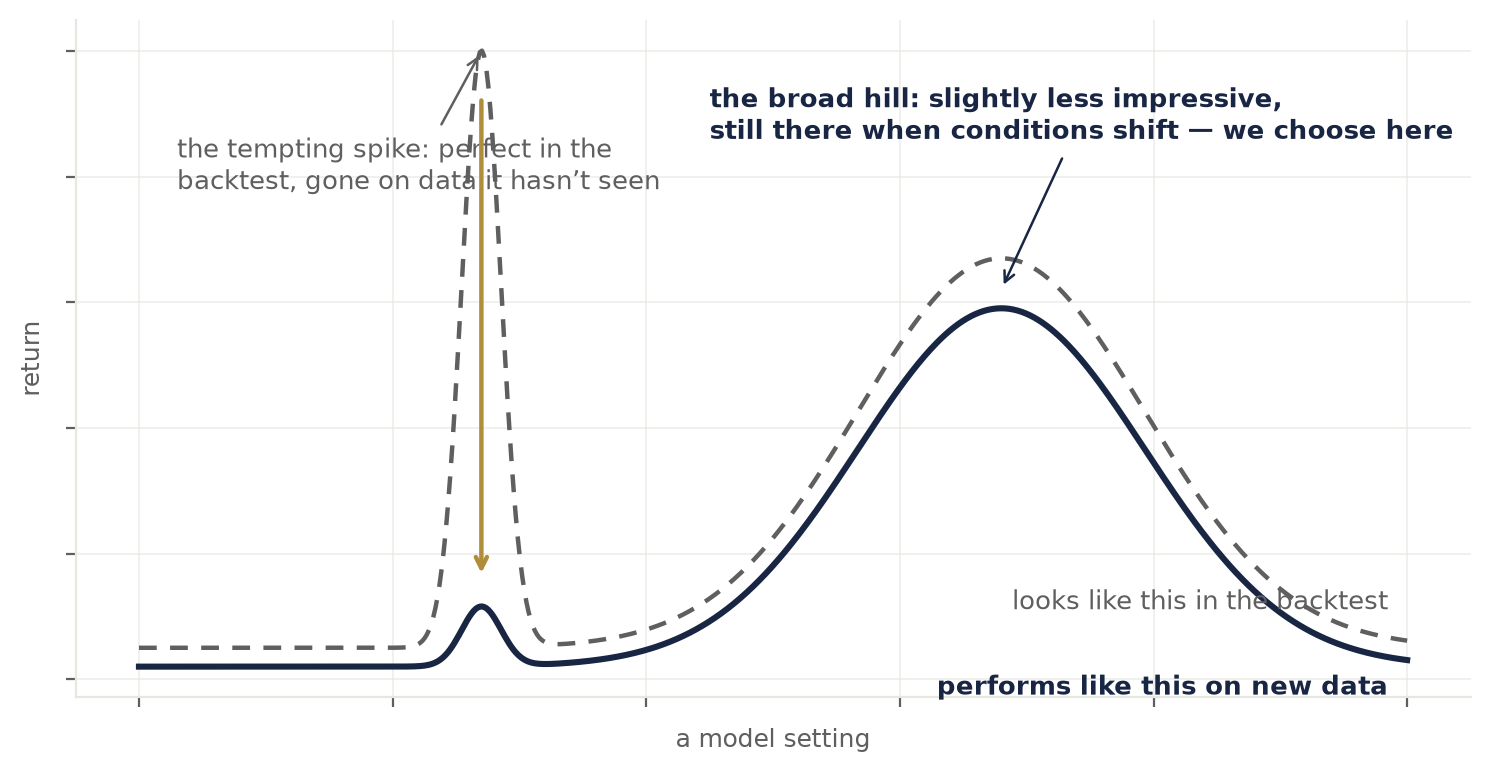 the broad hill: slightly less impressive,
still there when conditions shift — we choose here
the tempting spike: perfect in the
backtest, gone on data it hasn’t seen
return
looks like this in the backtest
performs like this on new data
a model setting